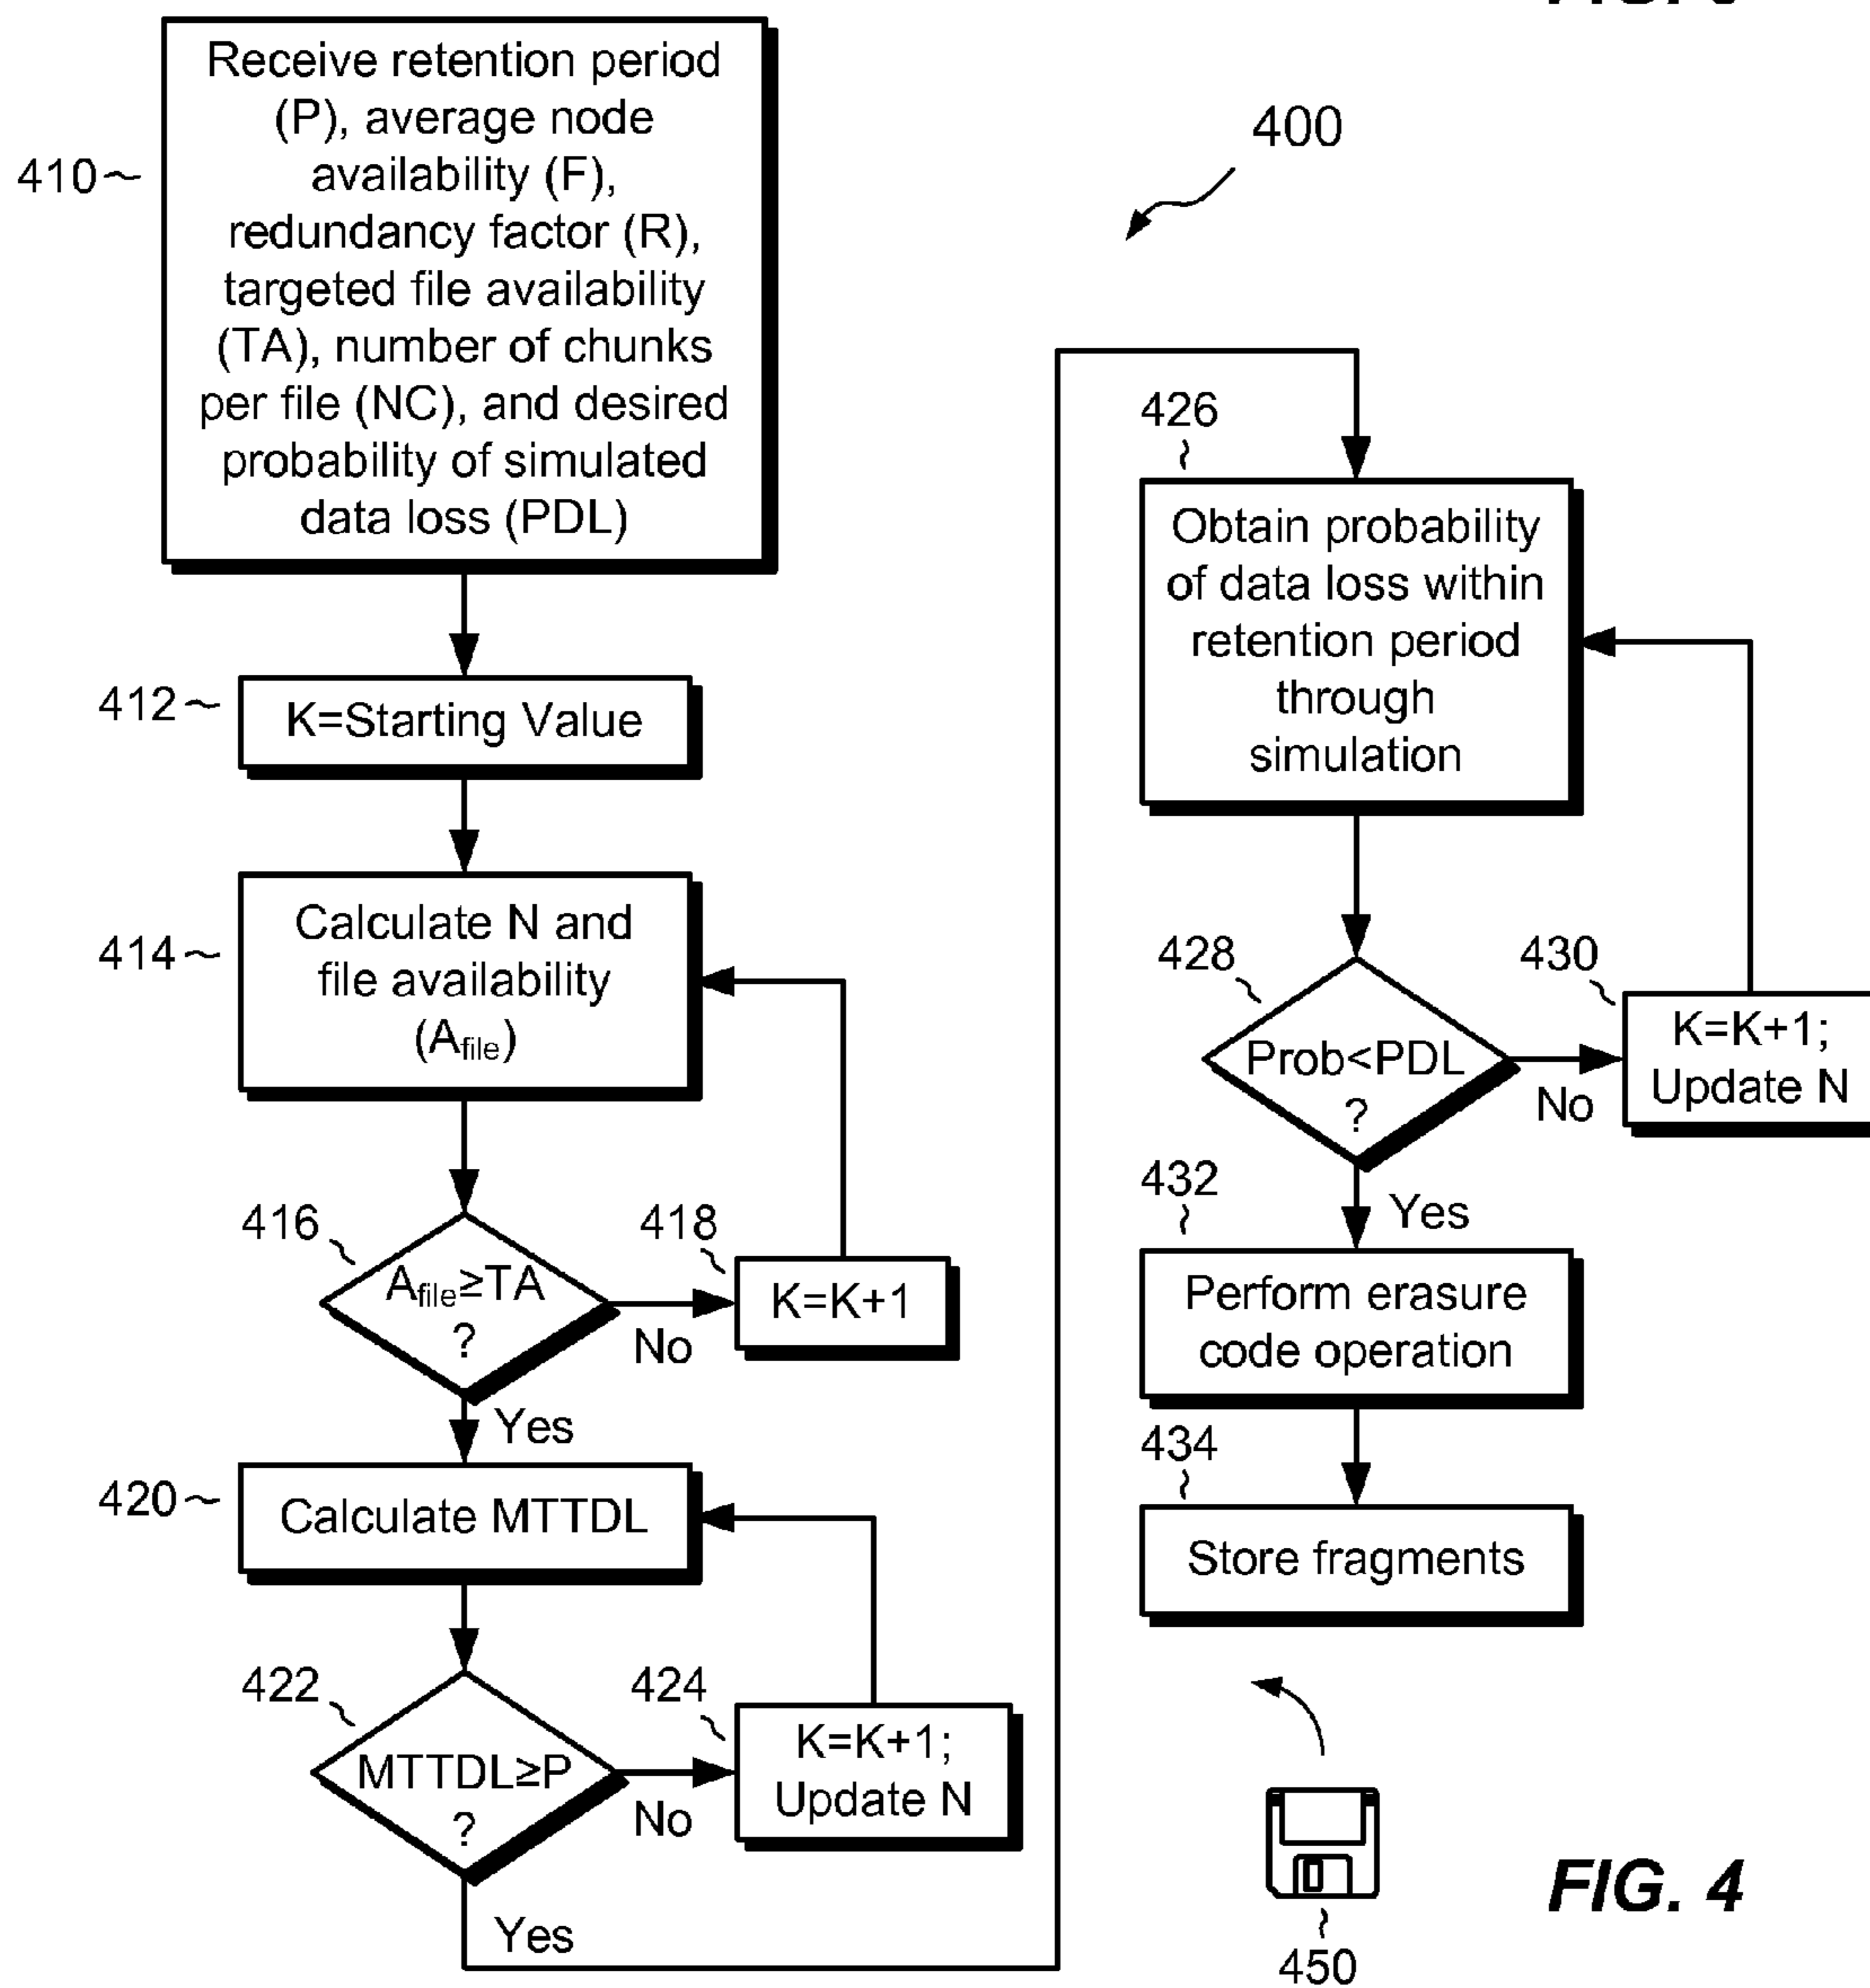 Receive retention period
(P), average node
availability (F),
redundancy factor (R),
targeted file availability
(TA), number of chunks
per file (NC), and desired
probability of simulated
data loss (PDL)
410
400
412
K=Starting Value
414
Calculate N and
file availability
(Afile)
416
Afile≥TA
?
No
418
K=K+1
Yes
420
Calculate MTTDL
422
MTTDL≥P
?
No
424
K=K+1;
Update N
Yes
426
Obtain probability
of data loss within
retention period
through
simulation
428
Prob<PDL
?
No
430
K=K+1;
Update N
Yes
432
Perform erasure
code operation
434
Store fragments
450
FIG. 4